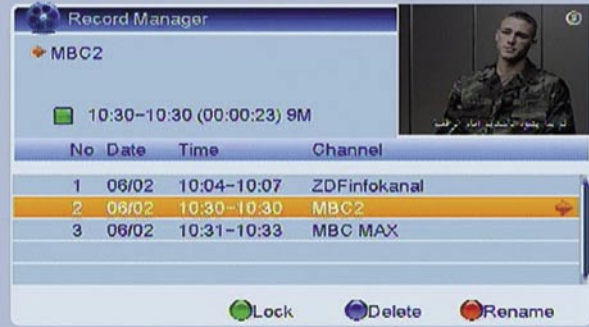 Record Manager
MBC2
10:30-10:30 (00:00:23) 9M
No Date Time Channel
1 06/02 10:04-10:07 ZDFinfokanal
2 06/02 10:30-10:30 MBC2
3 06/02 10:31-10:33 MBC MAX
Lock Delete Rename